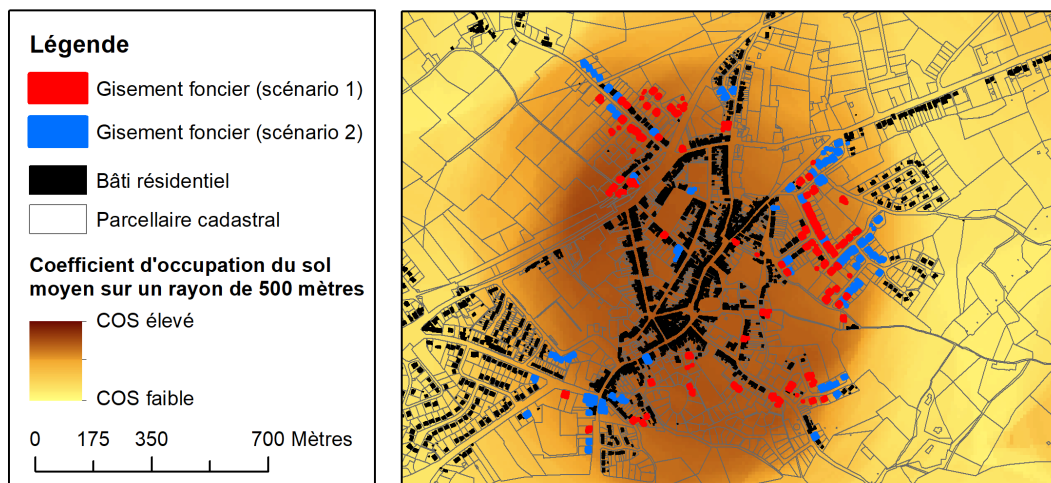 Légende
Gisement foncier (scénario 1)
Gisement foncier (scénario 2)
Bâti résidentiel
Parcellaire cadastral
Coefficient d'occupation du sol
moyen sur un rayon de 500 mètres
COS élevé
COS faible
0 175 350 700 Mètres